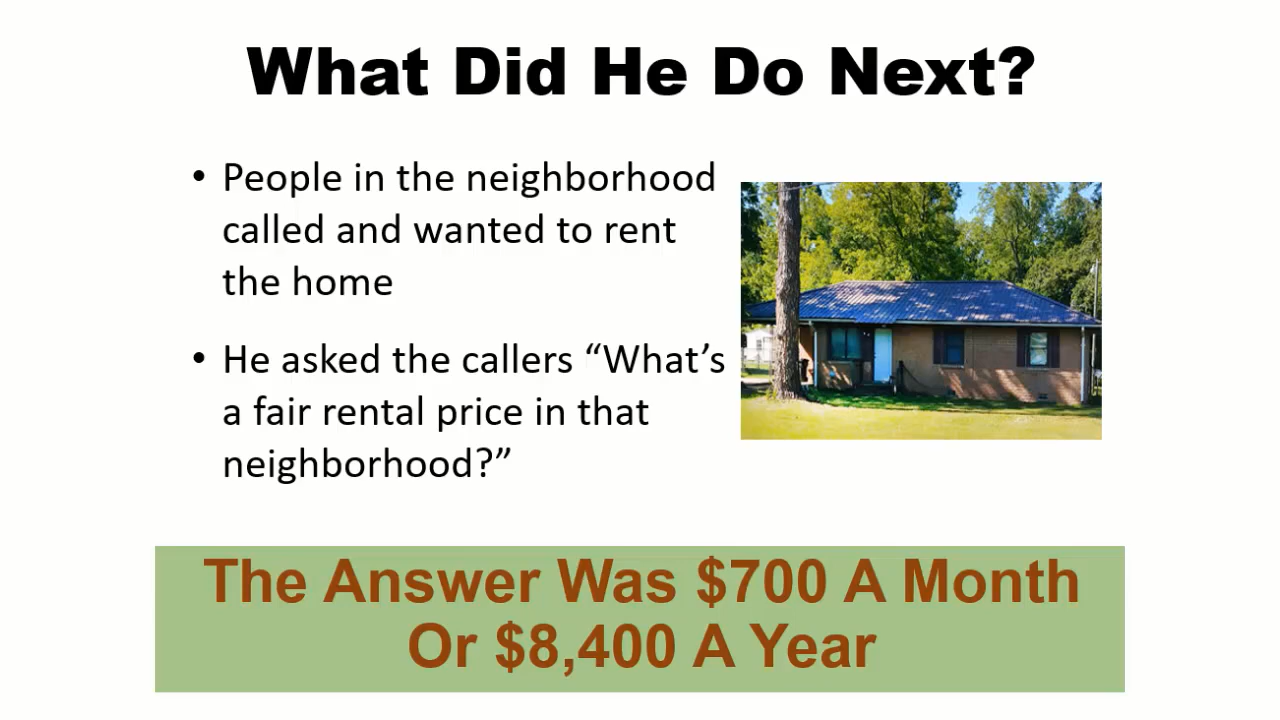 What Did He Do Next?
• People in the neighborhood
called and wanted to rent
the home
• He asked the callers “What’s
a fair rental price in that
neighborhood?”
The Answer Was $700 A Month
Or $8,400 A Year